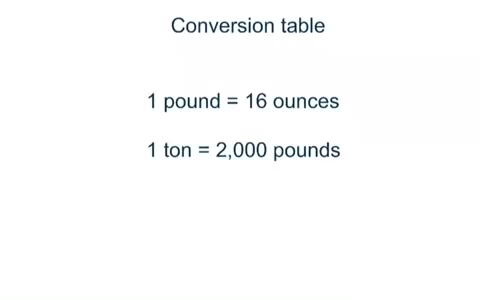 Conversion table
1 pound = 16 ounces
1 ton = 2,000 pounds